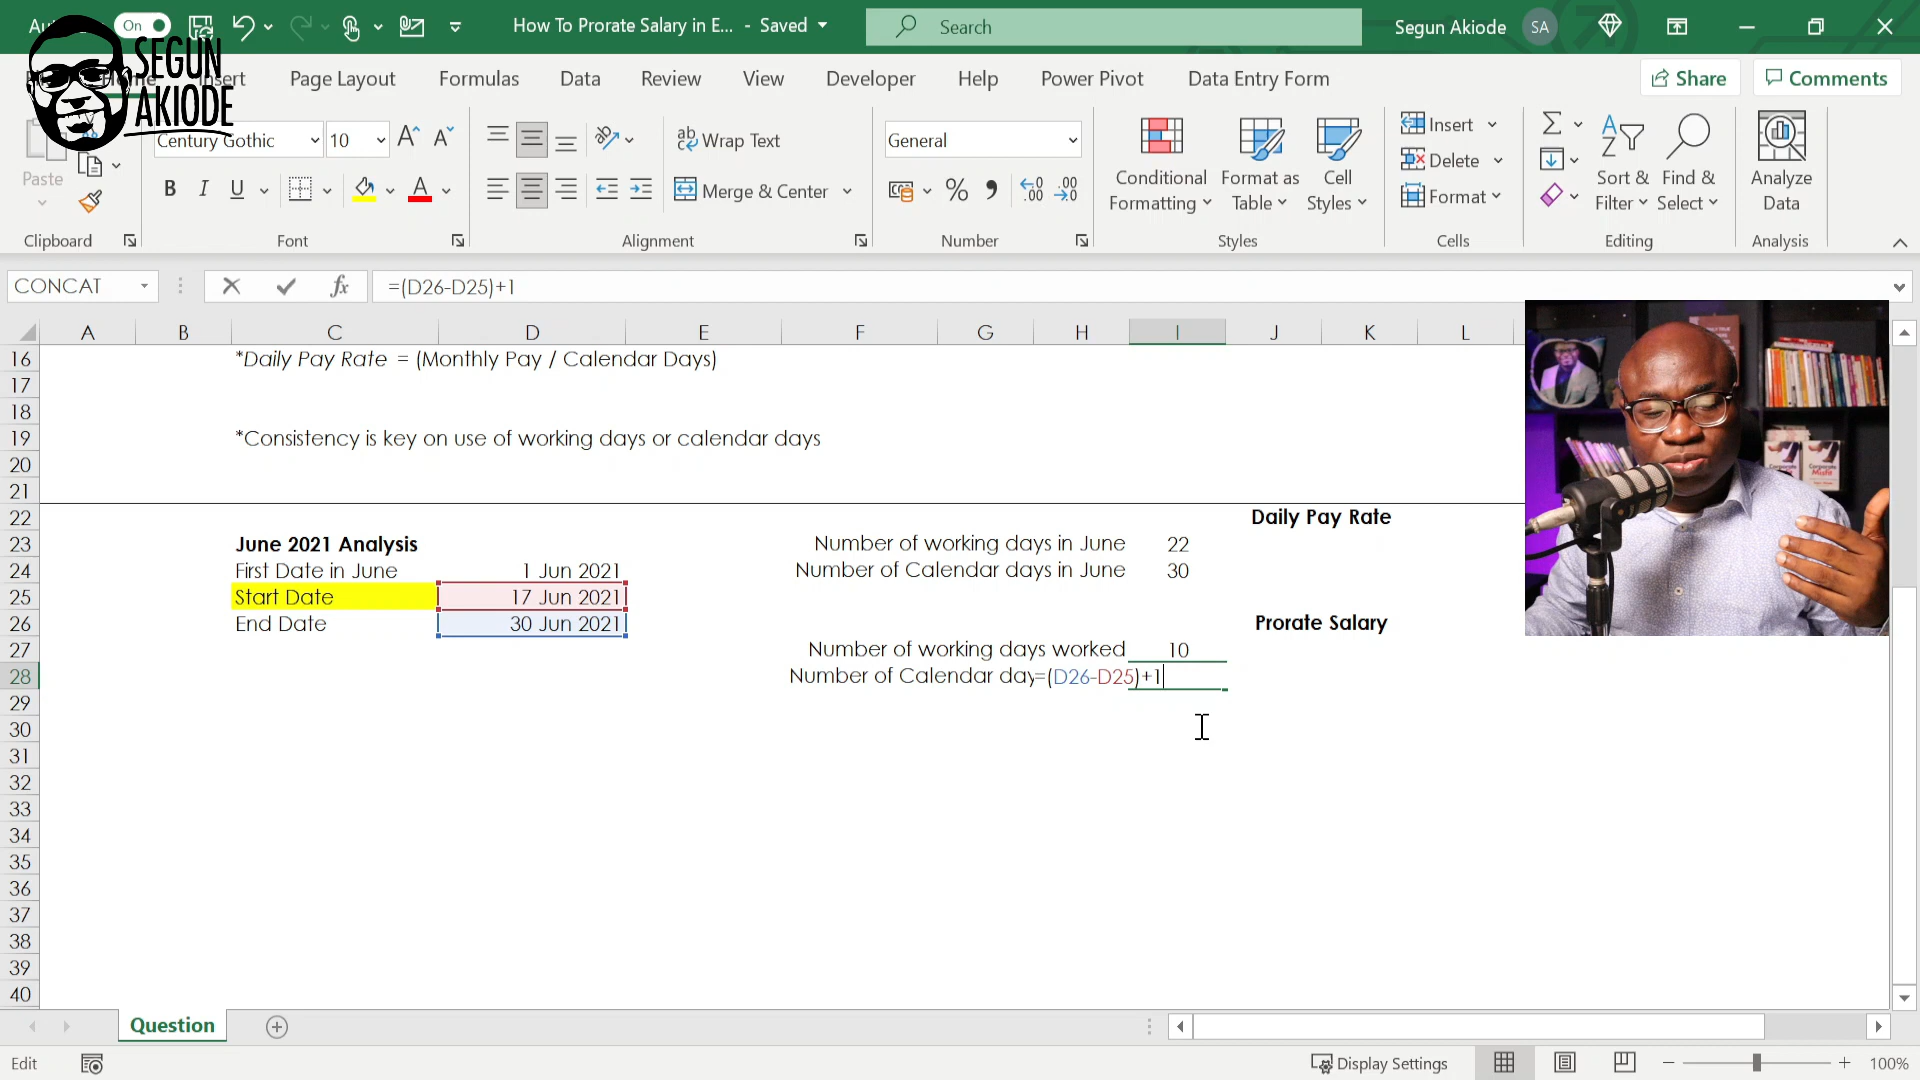 On
How To Prorate Salary in E... - Saved
Search
Segun Akiode
SA
SEGUN
AKIODE
Page Layout
Formulas
Data
Review
View
Developer
Help
Power Pivot
Data Entry Form
Share
Comments
Paste
Century Gothic
10
Wrap Text
Merge & Center
General
Conditional Formatting
Format as Table
Cell Styles
Insert
Delete
Format
Sort & Filter
Find & Select
Analyze Data
Clipboard
Font
Alignment
Number
Styles
Cells
Editing
Analysis
CONCAT
fx
=(D26-D25)+1
A B C D E F G H I J K L
16 *Daily Pay Rate = (Monthly Pay / Calendar Days)
17
18
19 *Consistency is key on use of working days or calendar days
20
21
22 Daily Pay Rate
23 June 2021 Analysis Number of working days in June 22
24 First Date in June 1 Jun 2021 Number of Calendar days in June 30
25 Start Date 17 Jun 2021
26 End Date 30 Jun 2021 Prorate Salary
27 Number of working days worked 10
28 Number of Calendar day=(D26-D25)+1
29
30
31
32
33
34
35
36
37
38
39
40
Question
Edit
Display Settings
100%